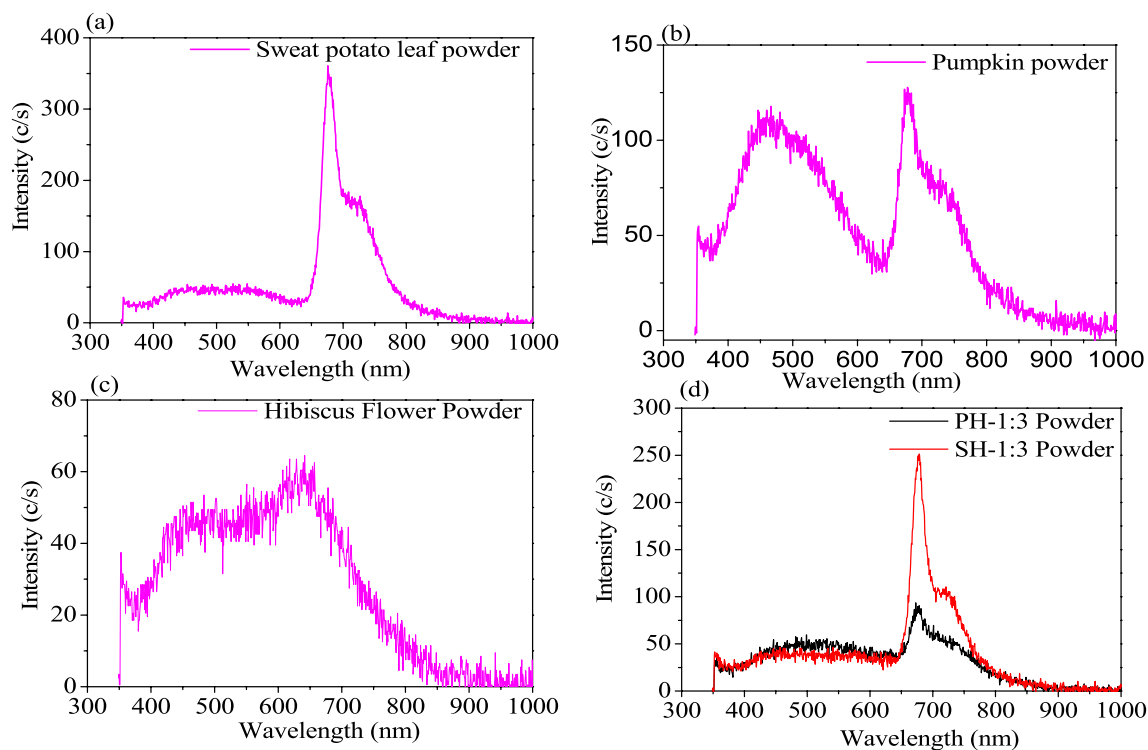 (a)
Sweat potato leaf powder
Intensity (c/s)
400
300
200
100
0
300 400 500 600 700 800 900 1000
Wavelength (nm)
(b)
Pumpkin powder
Intensity (c/s)
150
100
50
0
300 400 500 600 700 800 900 1000
Wavelength (nm)
(c)
Hibiscus Flower Powder
Intensity (c/s)
80
60
40
20
0
300 400 500 600 700 800 900 1000
Wavelength (nm)
(d)
PH-1:3 Powder
SH-1:3 Powder
Intensity (c/s)
300
250
200
150
100
50
0
300 400 500 600 700 800 900 1000
Wavelength (nm)